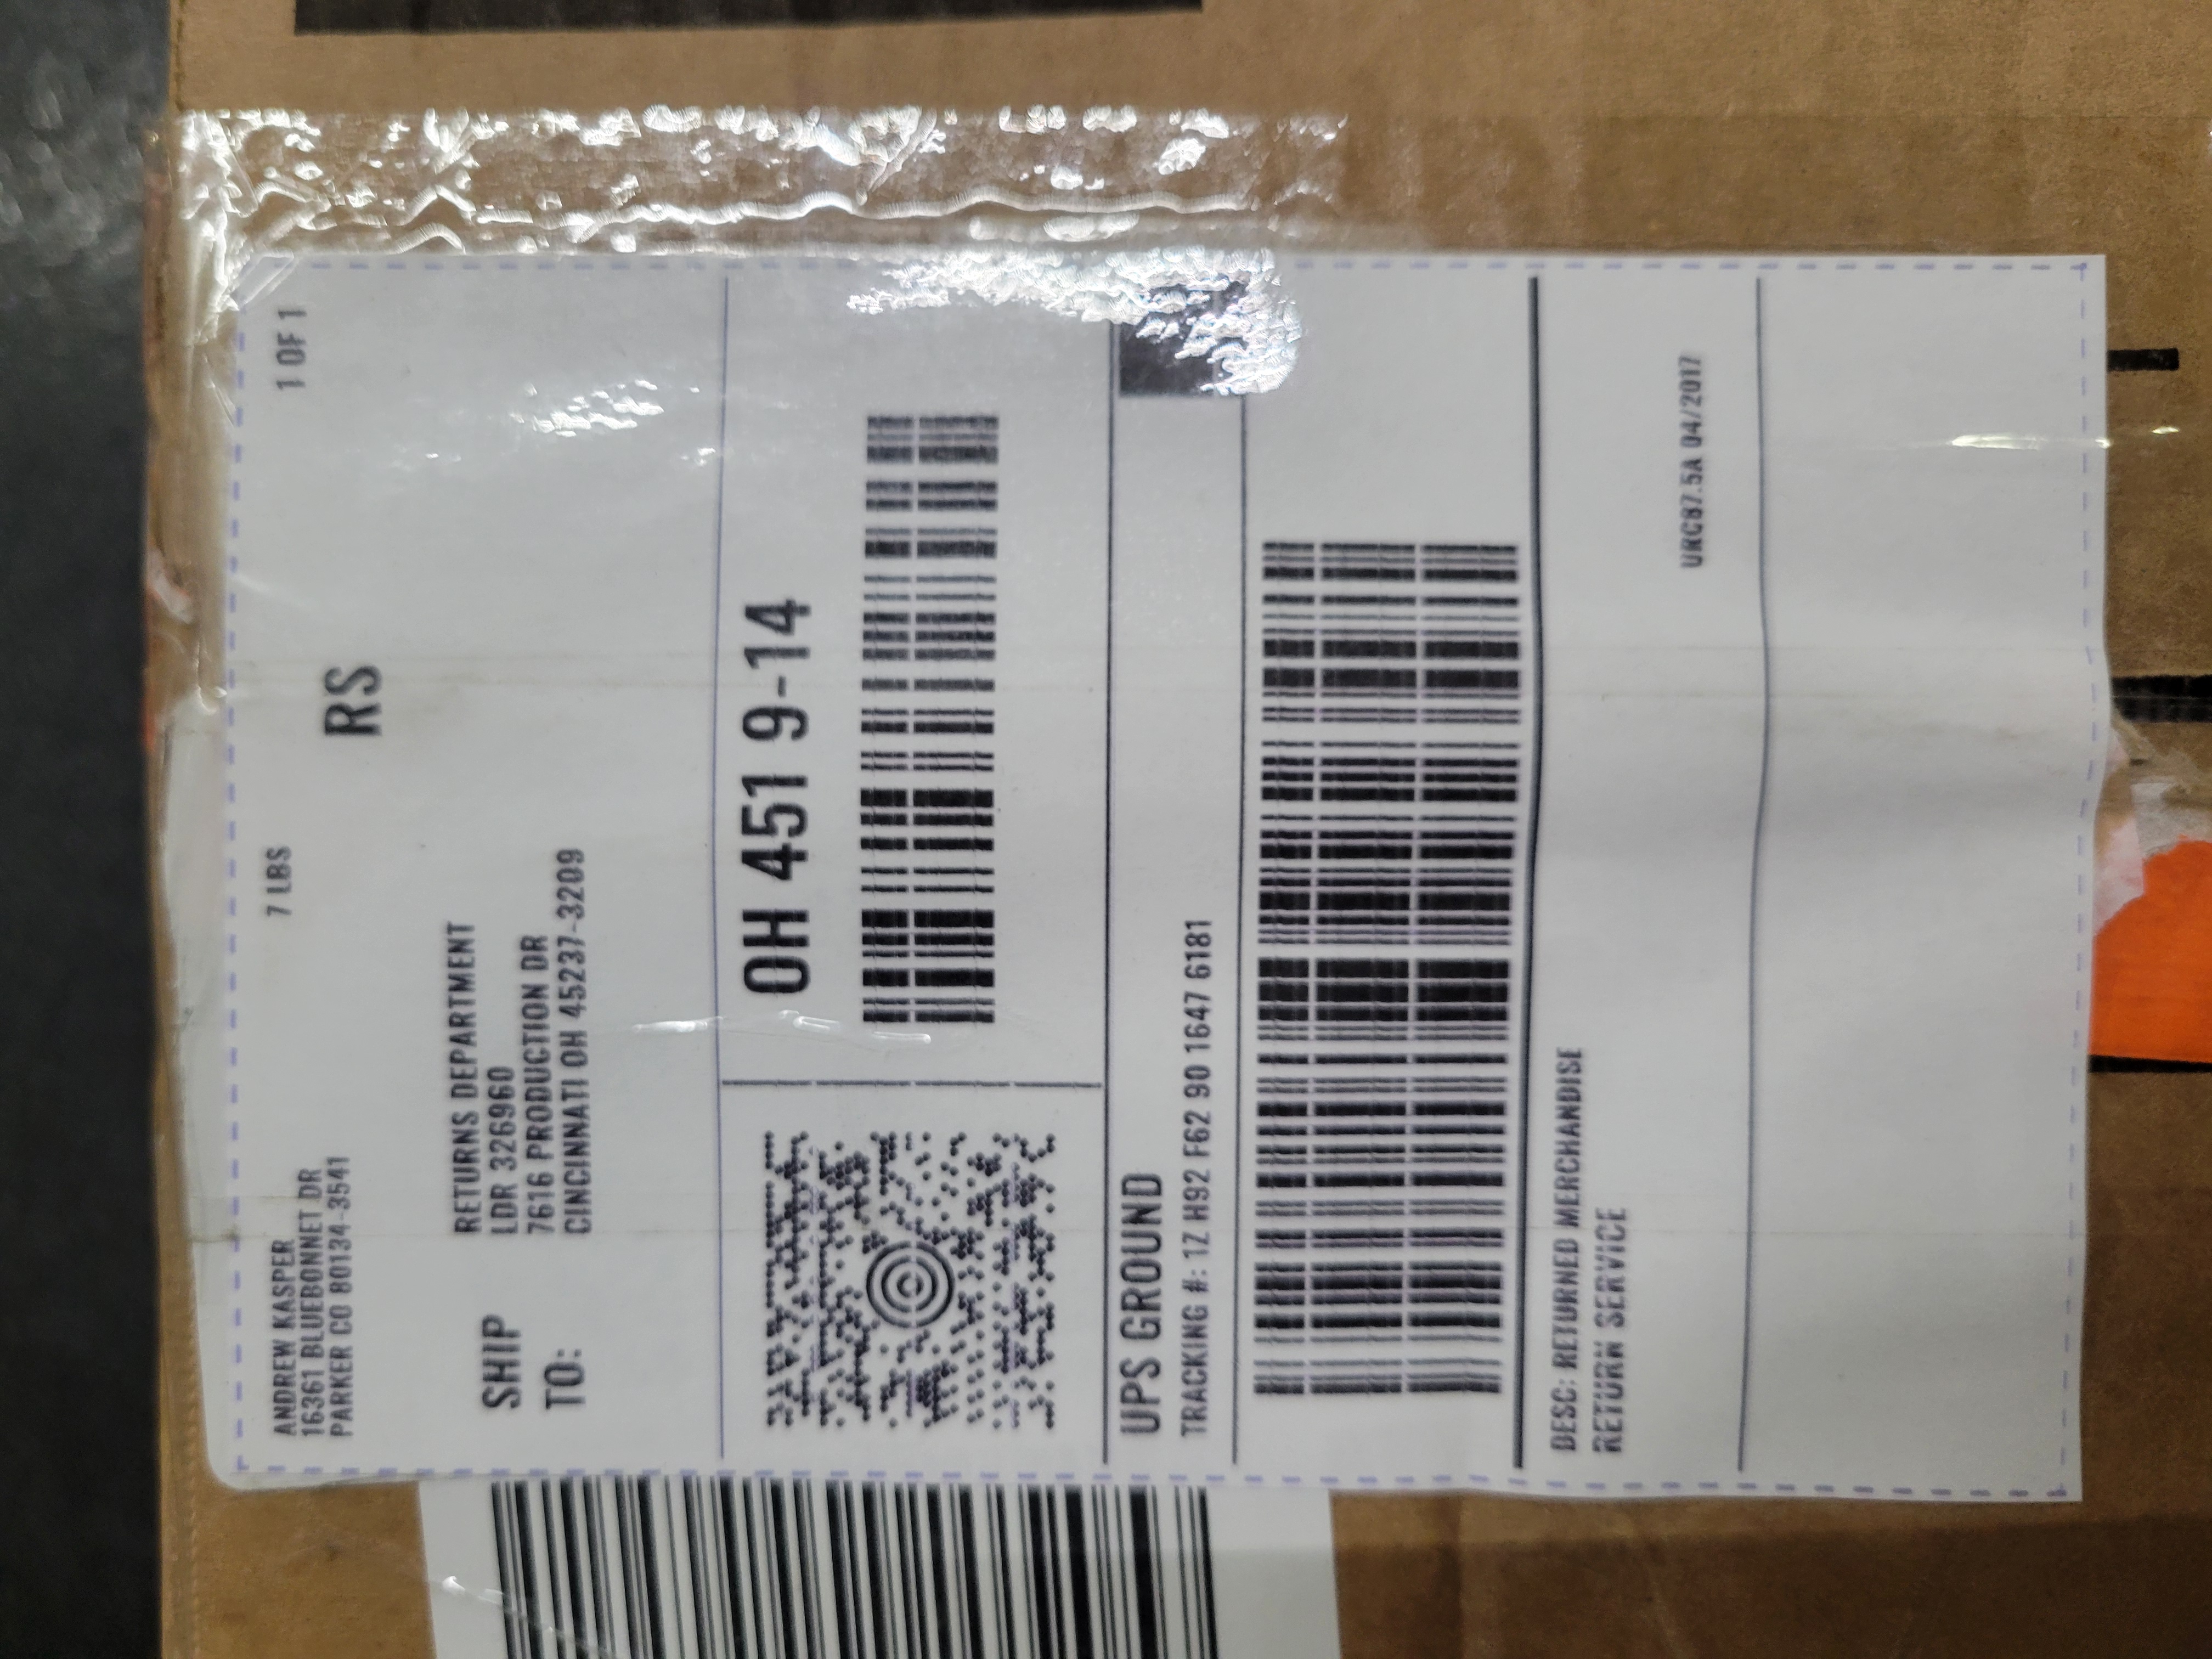 ANDREW KASPER
16361 BLUEBONNET DR
PARKER CO 80134-3541
7 LBS
1 OF 1
RS
SHIP
TO:
RETURNS DEPARTMENT
LDR 326960
7616 PRODUCTION DR
CINCINNATI OH 45237-3209
OH 451 9-14
UPS GROUND
TRACKING #: 1Z H92 F62 90 1647 6181
DESC: RETURNED MERCHANDISE
RETURN SERVICE
URC87.5A 04/2017